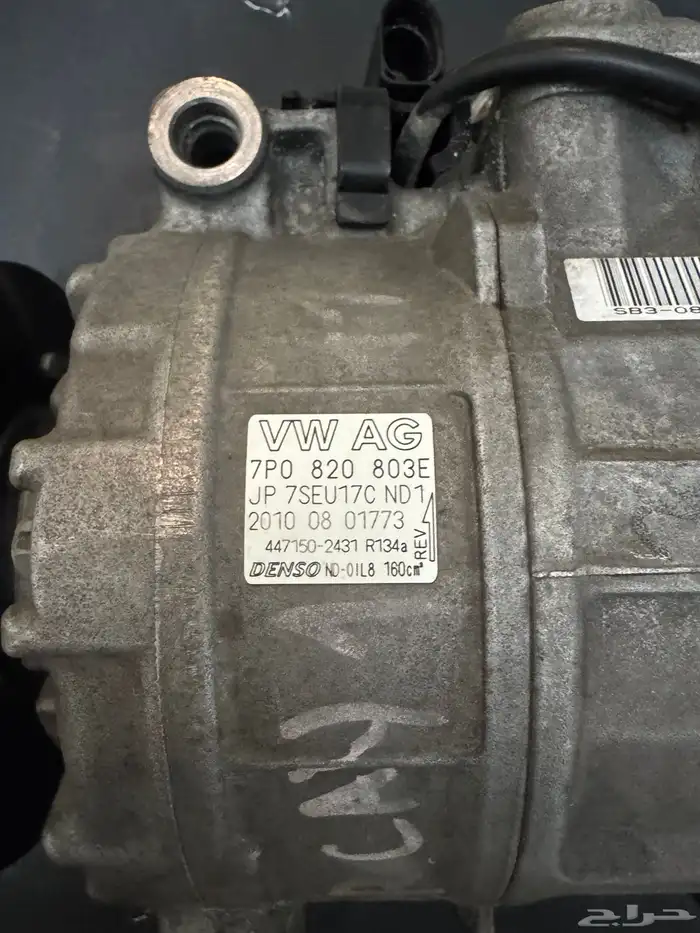 SB3-08
VW AG
7P0 820 803E
JP 7SEU17C ND1
2010 08 01773
447150-2431 R134a
REV
DENSO ND-OIL8 160cm³
CAY
حراج